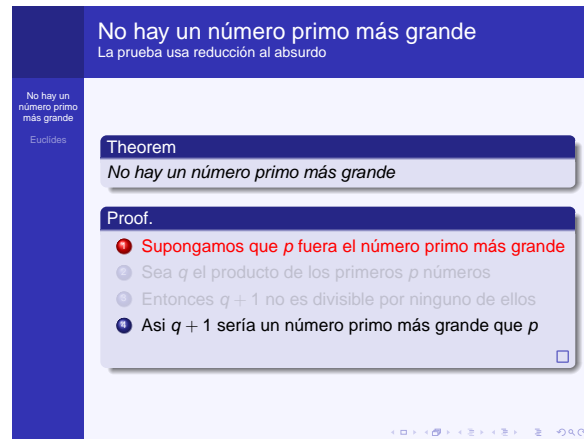 No hay un número primo más grande
La prueba usa reducción al absurdo
No hay un
número primo
más grande
Euclides
Theorem
No hay un número primo más grande
Proof.
1 Supongamos que p fuera el número primo más grande
2 Sea q el producto de los primeros p números
3 Entonces q + 1 no es divisible por ninguno de ellos
4 Asi q + 1 sería un número primo más grande que p